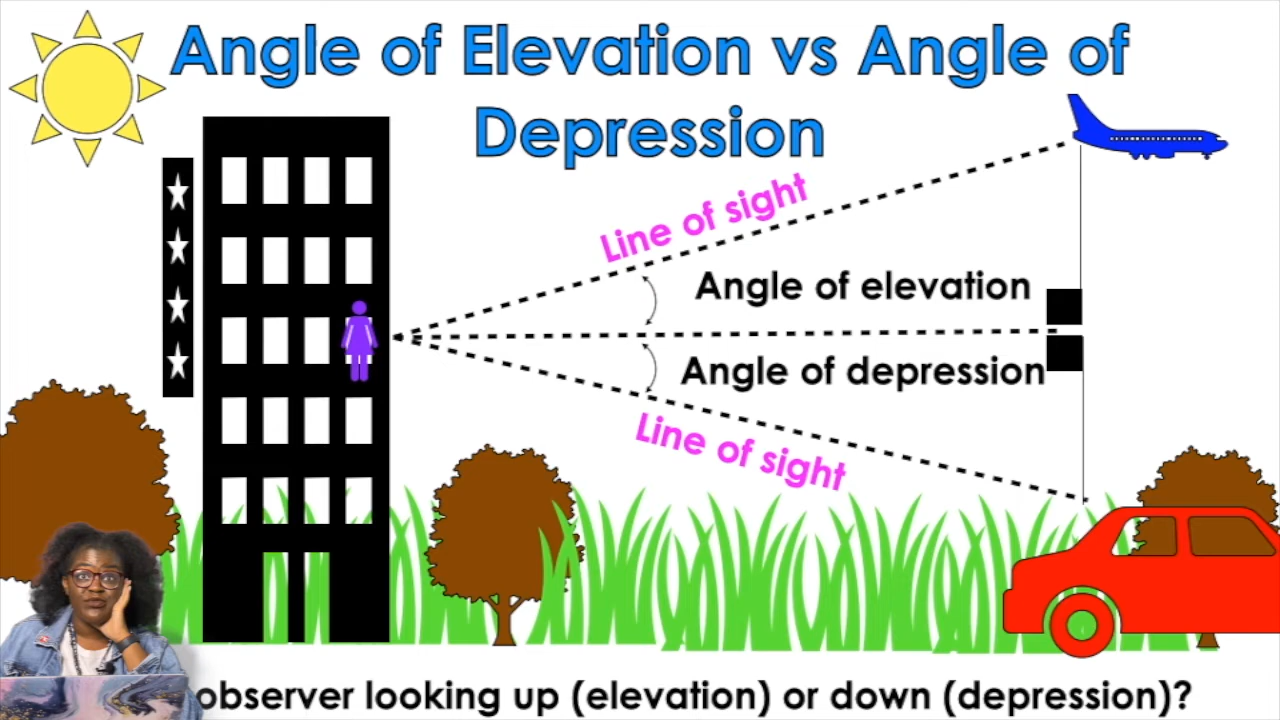 Angle of Elevation vs Angle of
Depression
Line of sight
Angle of elevation
Angle of depression
Line of sight
observer looking up (elevation) or down (depression)?